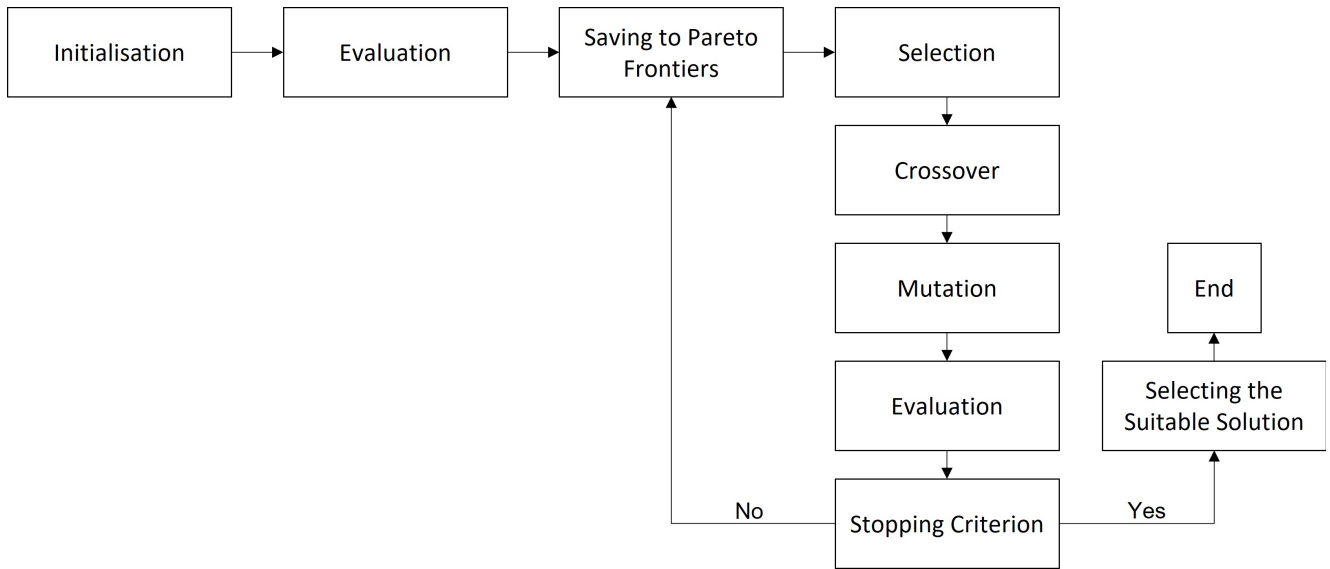 Initialisation
Evaluation
Saving to Pareto
Frontiers
Selection
Crossover
Mutation
End
Evaluation
Selecting the
Suitable Solution
No
Stopping Criterion
Yes